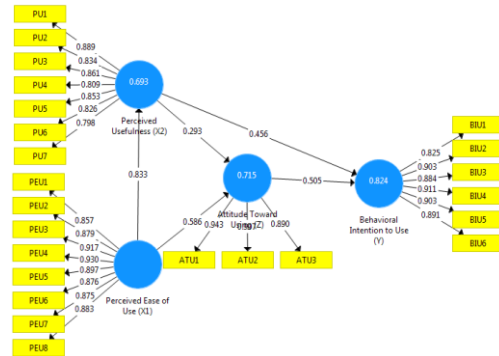 PU1
PU2
PU3
PU4
PU5
PU6
PU7
0.889
0.834
0.861
0.809
0.853
0.826
0.798
0.693
Perceived
Usefulness (X2)
0.293
0.456
0.833
0.715
Attitude Toward
Using (Z)
0.586
0.505
0.943
0.890
ATU1
ATU2
ATU3
0.824
Behavioral
Intention to Use
(Y)
0.825
0.903
0.884
0.911
0.903
0.891
BIU1
BIU2
BIU3
BIU4
BIU5
BIU6
PEU1
PEU2
PEU3
PEU4
PEU5
PEU6
PEU7
PEU8
0.857
0.879
0.917
0.930
0.897
0.876
0.875
0.883
Perceived Ease of
Use (X1)